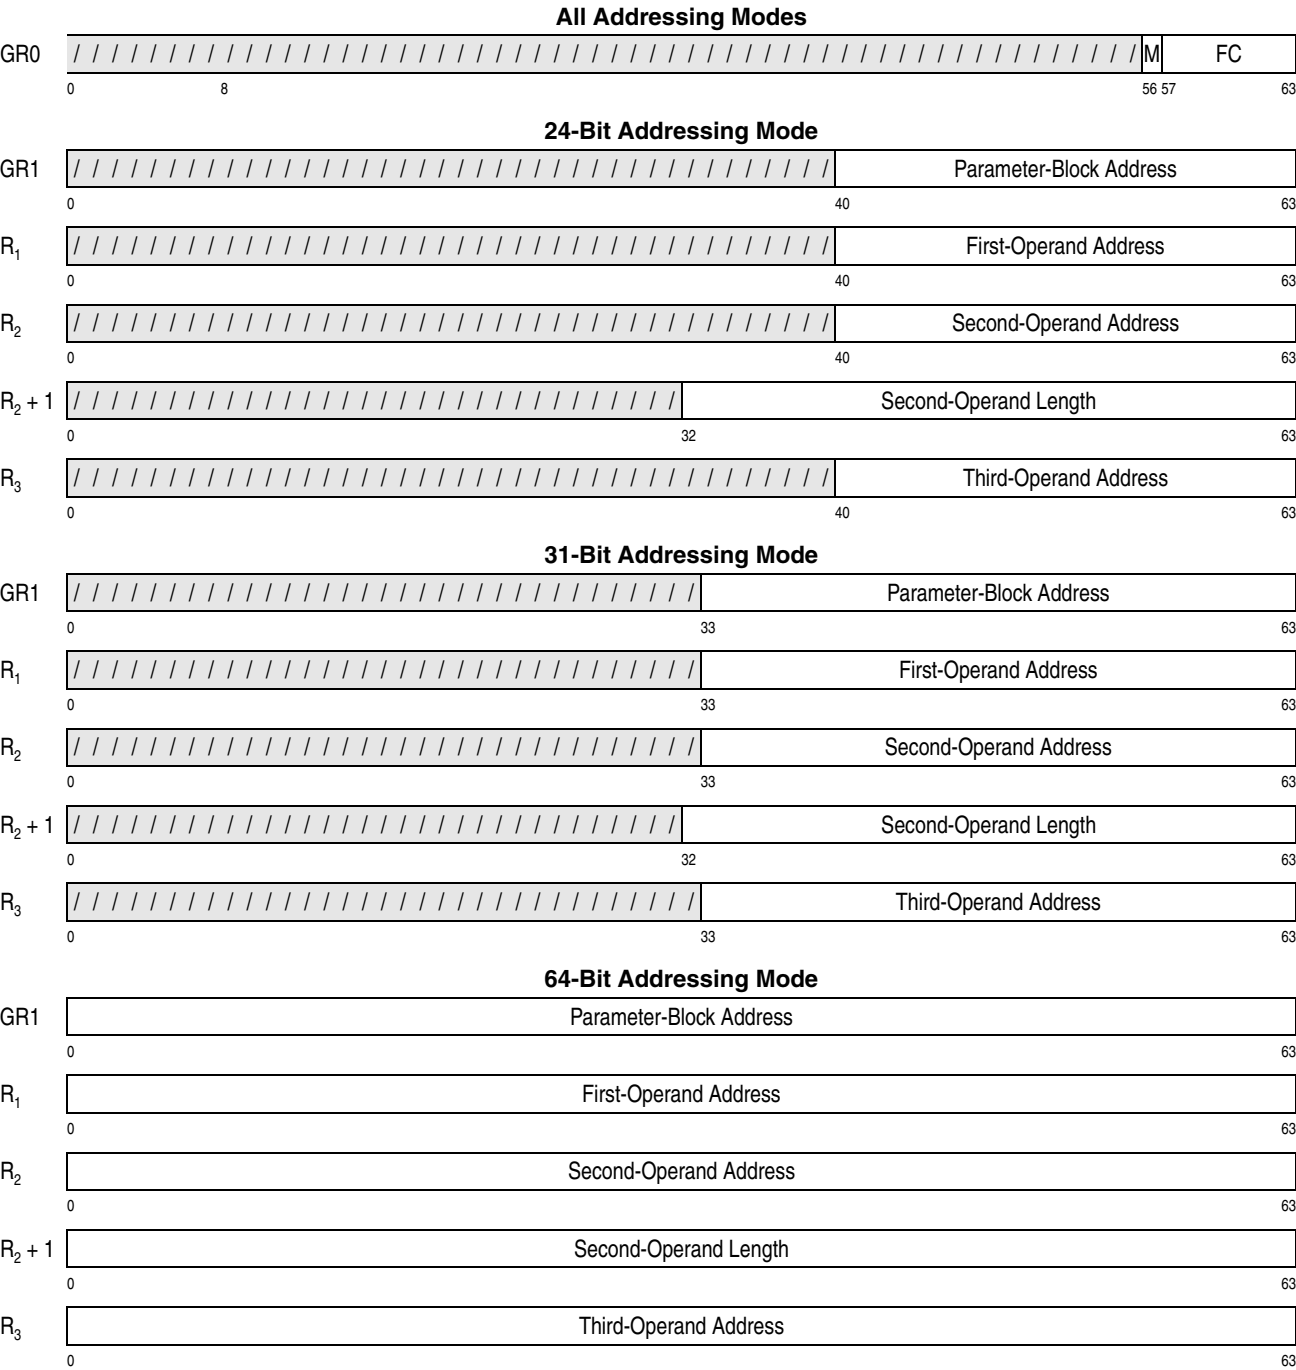 All Addressing Modes
GR0 / / / / / / / / / / / / / / / / / / / / / / / / / / / / / / / / / / / / / / / / / / / / / / / / / / / / / / / / M FC
0 8 56 57 63
24-Bit Addressing Mode
GR1 / / / / / / / / / / / / / / / / / / / / / / / / / / / / / / / / / / / / / / / / Parameter-Block Address
0 40 63
R1 / / / / / / / / / / / / / / / / / / / / / / / / / / / / / / / / / / / / / / / / First-Operand Address
0 40 63
R2 / / / / / / / / / / / / / / / / / / / / / / / / / / / / / / / / / / / / / / / / Second-Operand Address
0 40 63
R2 + 1 / / / / / / / / / / / / / / / / / / / / / / / / / / / / / / / / Second-Operand Length
0 32 63
R3 / / / / / / / / / / / / / / / / / / / / / / / / / / / / / / / / / / / / / / / / Third-Operand Address
0 40 63
31-Bit Addressing Mode
GR1 / / / / / / / / / / / / / / / / / / / / / / / / / / / / / / / / / Parameter-Block Address
0 33 63
R1 / / / / / / / / / / / / / / / / / / / / / / / / / / / / / / / / / First-Operand Address
0 33 63
R2 / / / / / / / / / / / / / / / / / / / / / / / / / / / / / / / / / Second-Operand Address
0 33 63
R2 + 1 / / / / / / / / / / / / / / / / / / / / / / / / / / / / / / / / Second-Operand Length
0 32 63
R3 / / / / / / / / / / / / / / / / / / / / / / / / / / / / / / / / / Third-Operand Address
0 33 63
64-Bit Addressing Mode
GR1 Parameter-Block Address
0 63
R1 First-Operand Address
0 63
R2 Second-Operand Address
0 63
R2 + 1 Second-Operand Length
0 63
R3 Third-Operand Address
0 63